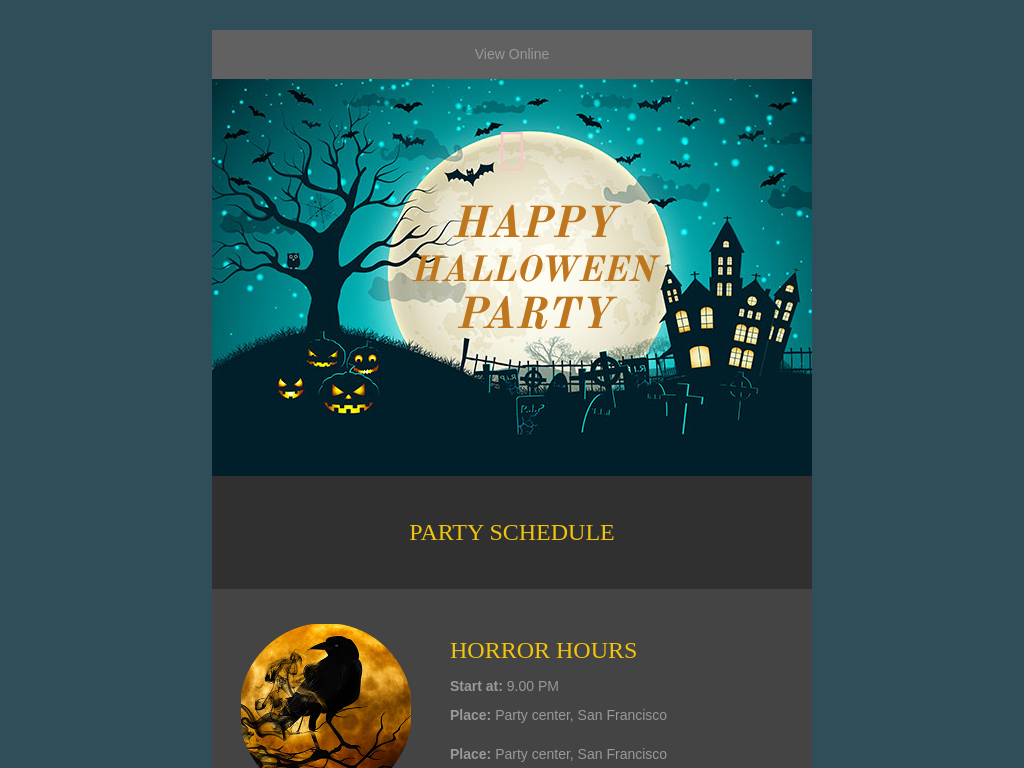 View Online
HAPPY
HALLOWEEN
PARTY
PARTY SCHEDULE
HORROR HOURS
Start at: 9.00 PM
Place: Party center, San Francisco
Place: Party center, San Francisco